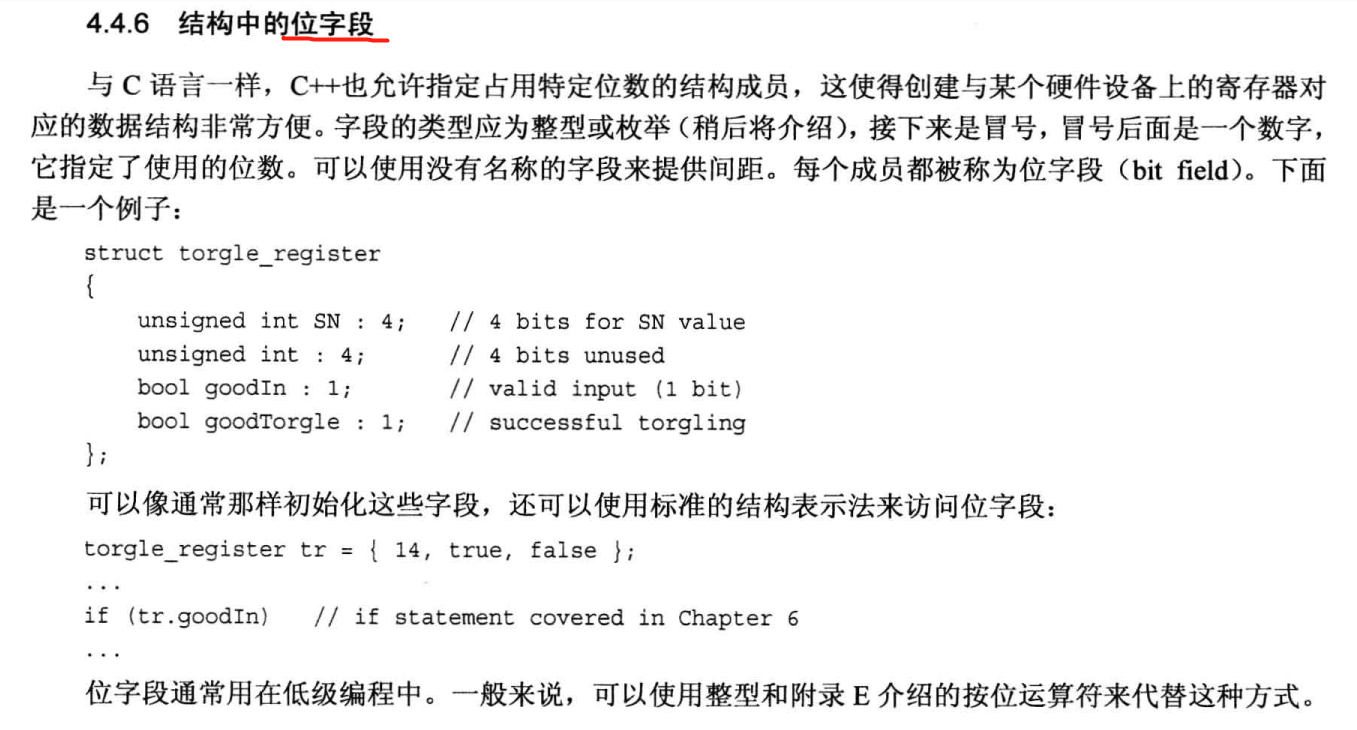 4.4.6 结构中的位字段
与 C 语言一样，C++也允许指定占用特定位数的结构成员，这使得创建与某个硬件设备上的寄存器对
应的数据结构非常方便。字段的类型应为整型或枚举（稍后将介绍），接下来是冒号，冒号后面是一个数字，
它指定了使用的位数。可以使用没有名称的字段来提供间距。每个成员都被称为位字段（bit field）。下面
是一个例子：
struct torgle_register
{
    unsigned int SN : 4;   // 4 bits for SN value
    unsigned int : 4;      // 4 bits unused
    bool goodIn : 1;       // valid input (1 bit)
    bool goodTorgle : 1;   // successful torgling
};
可以像通常那样初始化这些字段，还可以使用标准的结构表示法来访问位字段：
torgle_register tr = { 14, true, false };
...
if (tr.goodIn)   // if statement covered in Chapter 6
...
位字段通常用在低级编程中。一般来说，可以使用整型和附录 E 介绍的按位运算符来代替这种方式。